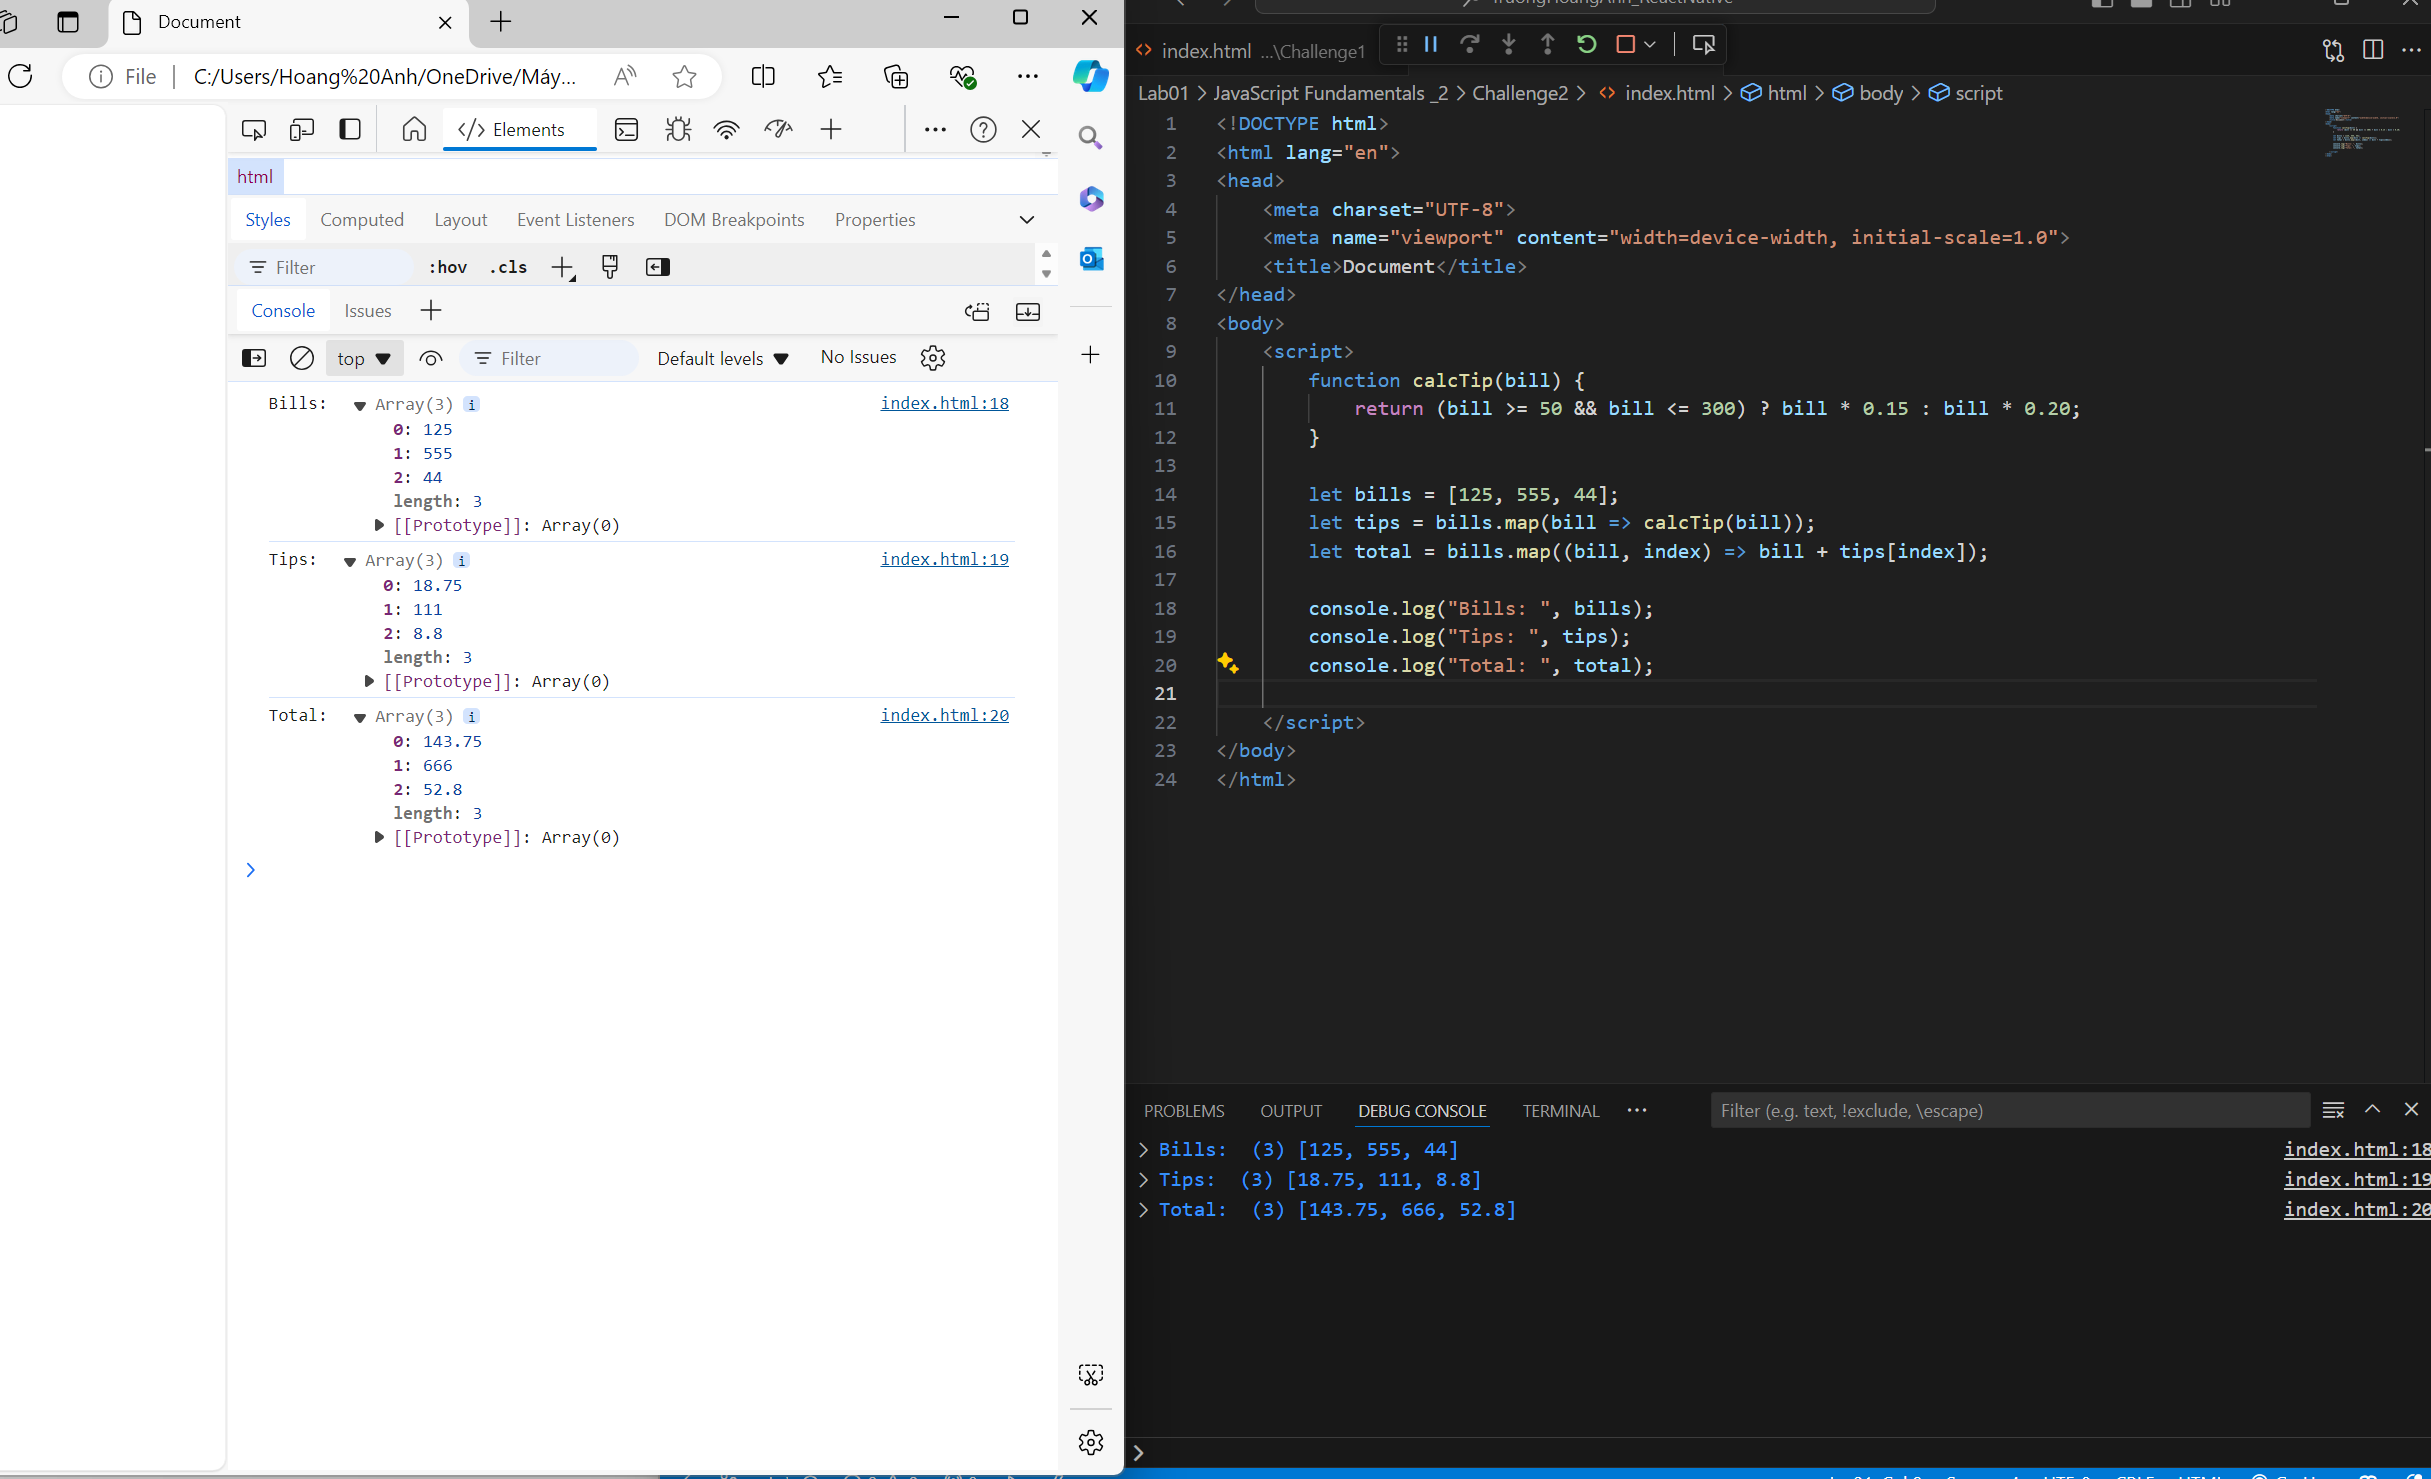 Document
File
C:/Users/Hoang%20Anh/OneDrive/Máy...
Elements
html
Styles Computed Layout Event Listeners DOM Breakpoints Properties
Filter :hov .cls
Console Issues
top Filter Default levels No Issues
Bills: Array(3) i index.html:18
0: 125
1: 555
2: 44
length: 3
[[Prototype]]: Array(0)
Tips: Array(3) i index.html:19
0: 18.75
1: 111
2: 8.8
length: 3
[[Prototype]]: Array(0)
Total: Array(3) i index.html:20
0: 143.75
1: 666
2: 52.8
length: 3
[[Prototype]]: Array(0)
index.html ...\Challenge1
Lab01 > JavaScript Fundamentals _2 > Challenge2 > <> index.html > html > body > script
1 <!DOCTYPE html>
2 <html lang="en">
3 <head>
4 <meta charset="UTF-8">
5 <meta name="viewport" content="width=device-width, initial-scale=1.0">
6 <title>Document</title>
7 </head>
8 <body>
9 <script>
10 function calcTip(bill) {
11 return (bill >= 50 && bill <= 300) ? bill * 0.15 : bill * 0.20;
12 }
13
14 let bills = [125, 555, 44];
15 let tips = bills.map(bill => calcTip(bill));
16 let total = bills.map((bill, index) => bill + tips[index]);
17
18 console.log("Bills: ", bills);
19 console.log("Tips: ", tips);
20 console.log("Total: ", total);
21
22 </script>
23 </body>
24 </html>
PROBLEMS OUTPUT DEBUG CONSOLE TERMINAL ... Filter (e.g. text, !exclude, \escape)
> Bills: (3) [125, 555, 44] index.html:18
> Tips: (3) [18.75, 111, 8.8] index.html:19
> Total: (3) [143.75, 666, 52.8] index.html:20